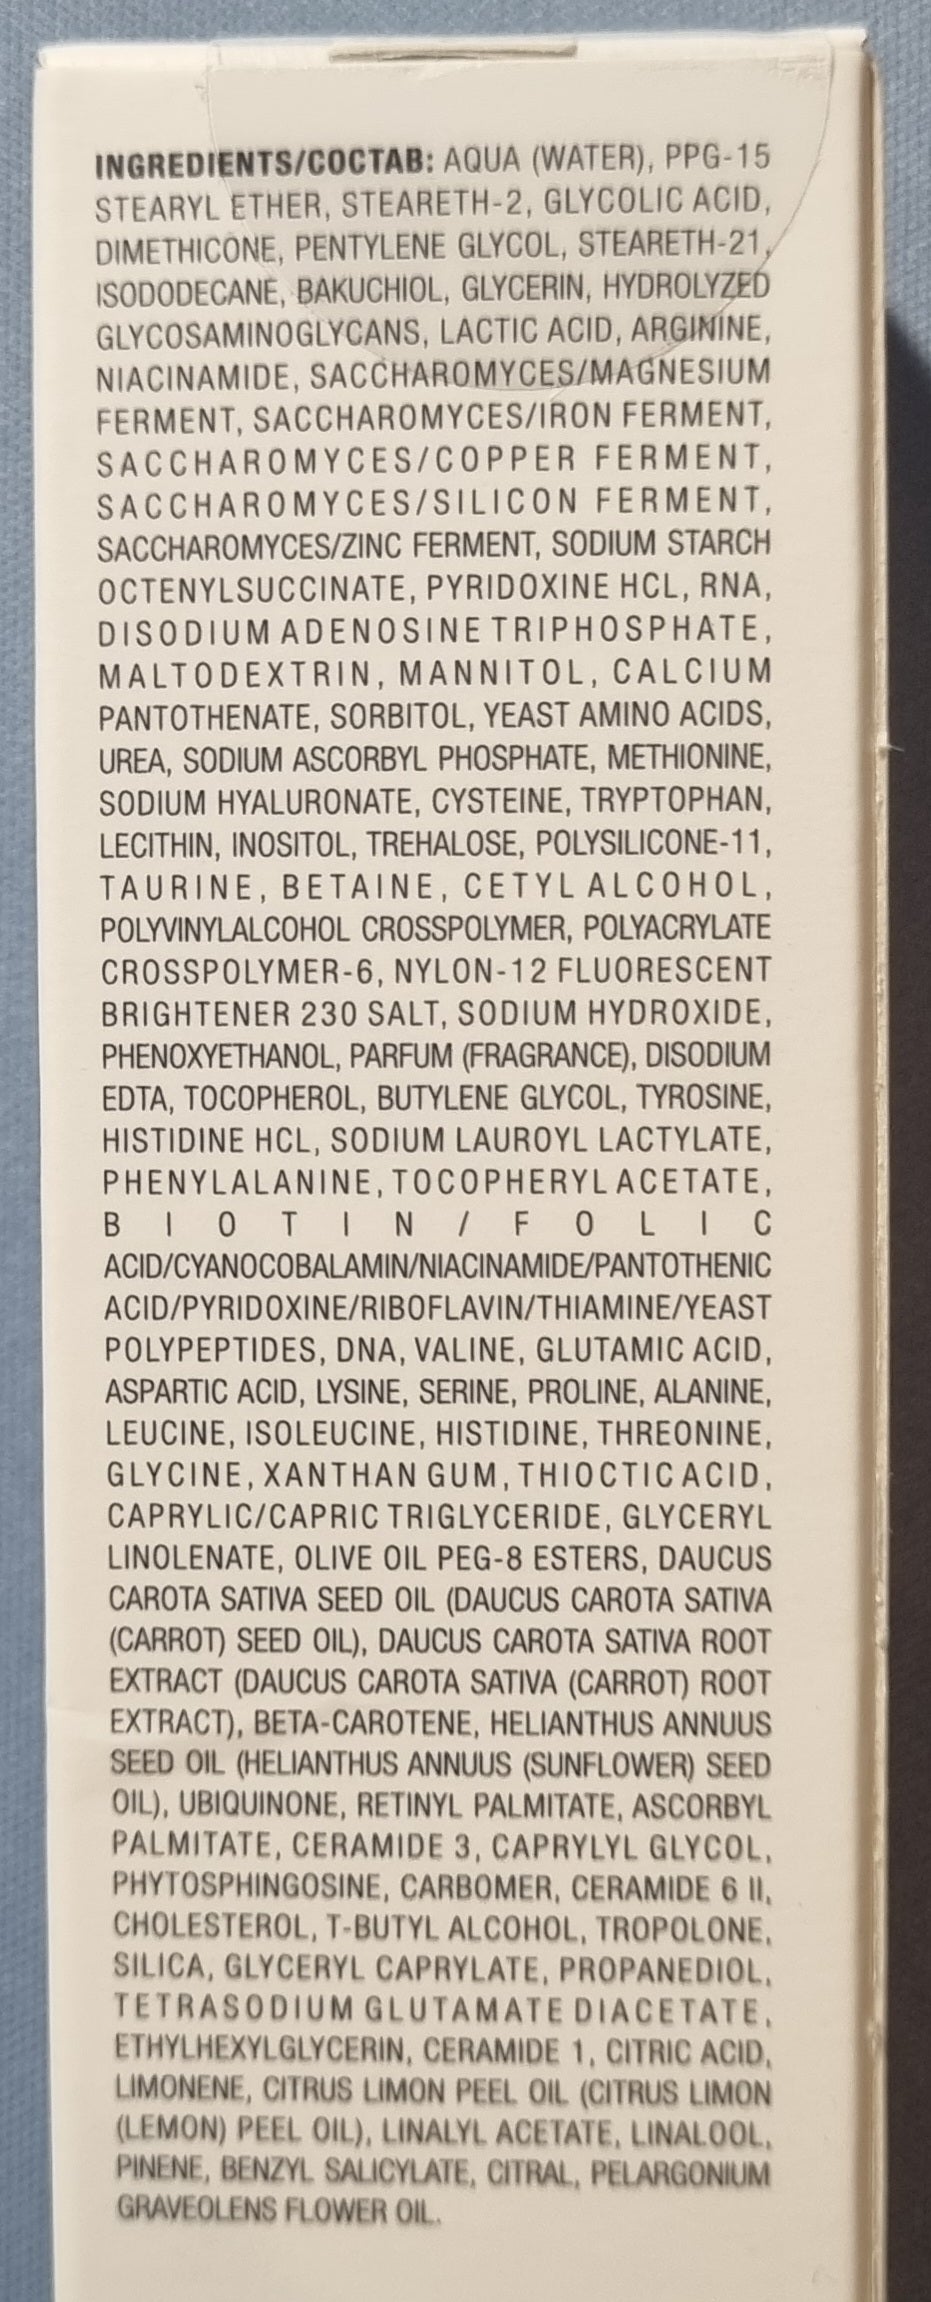 INGREDIENTS/СОСТАВ: AQUA (WATER), PPG-15
STEARYL ETHER, STEARETH-2, GLYCOLIC ACID,
DIMETHICONE, PENTYLENE GLYCOL, STEARETH-21,
ISODODECANE, BAKUCHIOL, GLYCERIN, HYDROLYZED
GLYCOSAMINOGLYCANS, LACTIC ACID, ARGININE,
NIACINAMIDE, SACCHAROMYCES/MAGNESIUM
FERMENT, SACCHAROMYCES/IRON FERMENT,
SACCHAROMYCES/COPPER FERMENT,
SACCHAROMYCES/SILICON FERMENT,
SACCHAROMYCES/ZINC FERMENT, SODIUM STARCH
OCTENYLSUCCINATE, PYRIDOXINE HCL, RNA,
DISODIUM ADENOSINE TRIPHOSPHATE,
MALTODEXTRIN, MANNITOL, CALCIUM
PANTOTHENATE, SORBITOL, YEAST AMINO ACIDS,
UREA, SODIUM ASCORBYL PHOSPHATE, METHIONINE,
SODIUM HYALURONATE, CYSTEINE, TRYPTOPHAN,
LECITHIN, INOSITOL, TREHALOSE, POLYSILICONE-11,
TAURINE, BETAINE, CETYL ALCOHOL,
POLYVINYLALCOHOL CROSSPOLYMER, POLYACRYLATE
CROSSPOLYMER-6, NYLON-12 FLUORESCENT
BRIGHTENER 230 SALT, SODIUM HYDROXIDE,
PHENOXYETHANOL, PARFUM (FRAGRANCE), DISODIUM
EDTA, TOCOPHEROL, BUTYLENE GLYCOL, TYROSINE,
HISTIDINE HCL, SODIUM LAUROYL LACTYLATE,
PHENYLALANINE, TOCOPHERYL ACETATE,
BIOTIN/FOLIC
ACID/CYANOCOBALAMIN/NIACINAMIDE/PANTOTHENIC
ACID/PYRIDOXINE/RIBOFLAVIN/THIAMINE/YEAST
POLYPEPTIDES, DNA, VALINE, GLUTAMIC ACID,
ASPARTIC ACID, LYSINE, SERINE, PROLINE, ALANINE,
LEUCINE, ISOLEUCINE, HISTIDINE, THREONINE,
GLYCINE, XANTHAN GUM, THIOCTIC ACID,
CAPRYLIC/CAPRIC TRIGLYCERIDE, GLYCERYL
LINOLENATE, OLIVE OIL PEG-8 ESTERS, DAUCUS
CAROTA SATIVA SEED OIL (DAUCUS CAROTA SATIVA
(CARROT) SEED OIL), DAUCUS CAROTA SATIVA ROOT
EXTRACT (DAUCUS CAROTA SATIVA (CARROT) ROOT
EXTRACT), BETA-CAROTENE, HELIANTHUS ANNUUS
SEED OIL (HELIANTHUS ANNUUS (SUNFLOWER) SEED
OIL), UBIQUINONE, RETINYL PALMITATE, ASCORBYL
PALMITATE, CERAMIDE 3, CAPRYLYL GLYCOL,
PHYTOSPHINGOSINE, CARBOMER, CERAMIDE 6 II,
CHOLESTEROL, T-BUTYL ALCOHOL, TROPOLONE,
SILICA, GLYCERYL CAPRYLATE, PROPANEDIOL,
TETRASODIUM GLUTAMATE DIACETATE,
ETHYLHEXYLGLYCERIN, CERAMIDE 1, CITRIC ACID,
LIMONENE, CITRUS LIMON PEEL OIL (CITRUS LIMON
(LEMON) PEEL OIL), LINALYL ACETATE, LINALOOL,
PINENE, BENZYL SALICYLATE, CITRAL, PELARGONIUM
GRAVEOLENS FLOWER OIL.